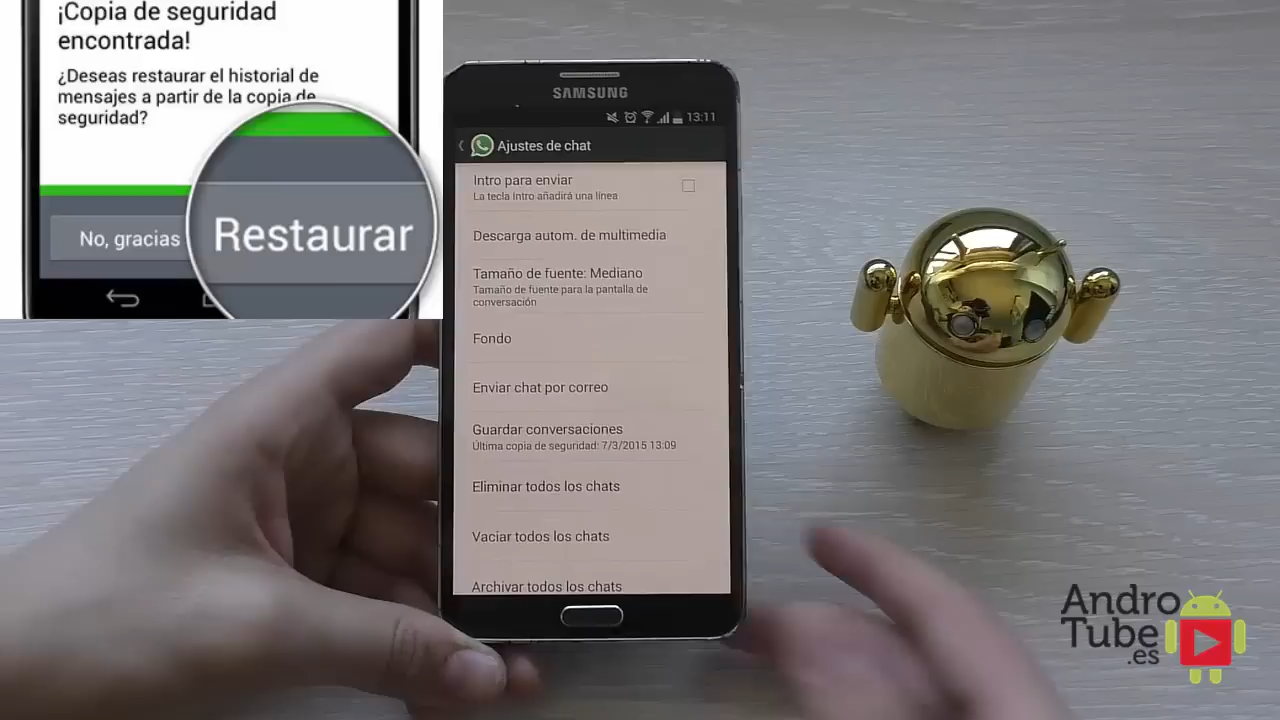 ¡Copia de seguridad
encontrada!
¿Deseas restaurar el historial de
mensajes a partir de la copia de
seguridad?
No, gracias
Restaurar
SAMSUNG
13:11
Ajustes de chat
Intro para enviar
La tecla Intro añadirá una línea
Descarga autom. de multimedia
Tamaño de fuente: Mediano
Tamaño de fuente para la pantalla de
conversación
Fondo
Enviar chat por correo
Guardar conversaciones
Última copia de seguridad: 7/3/2015 13:09
Eliminar todos los chats
Vaciar todos los chats
Archivar todos los chats
Andro
Tube
.es